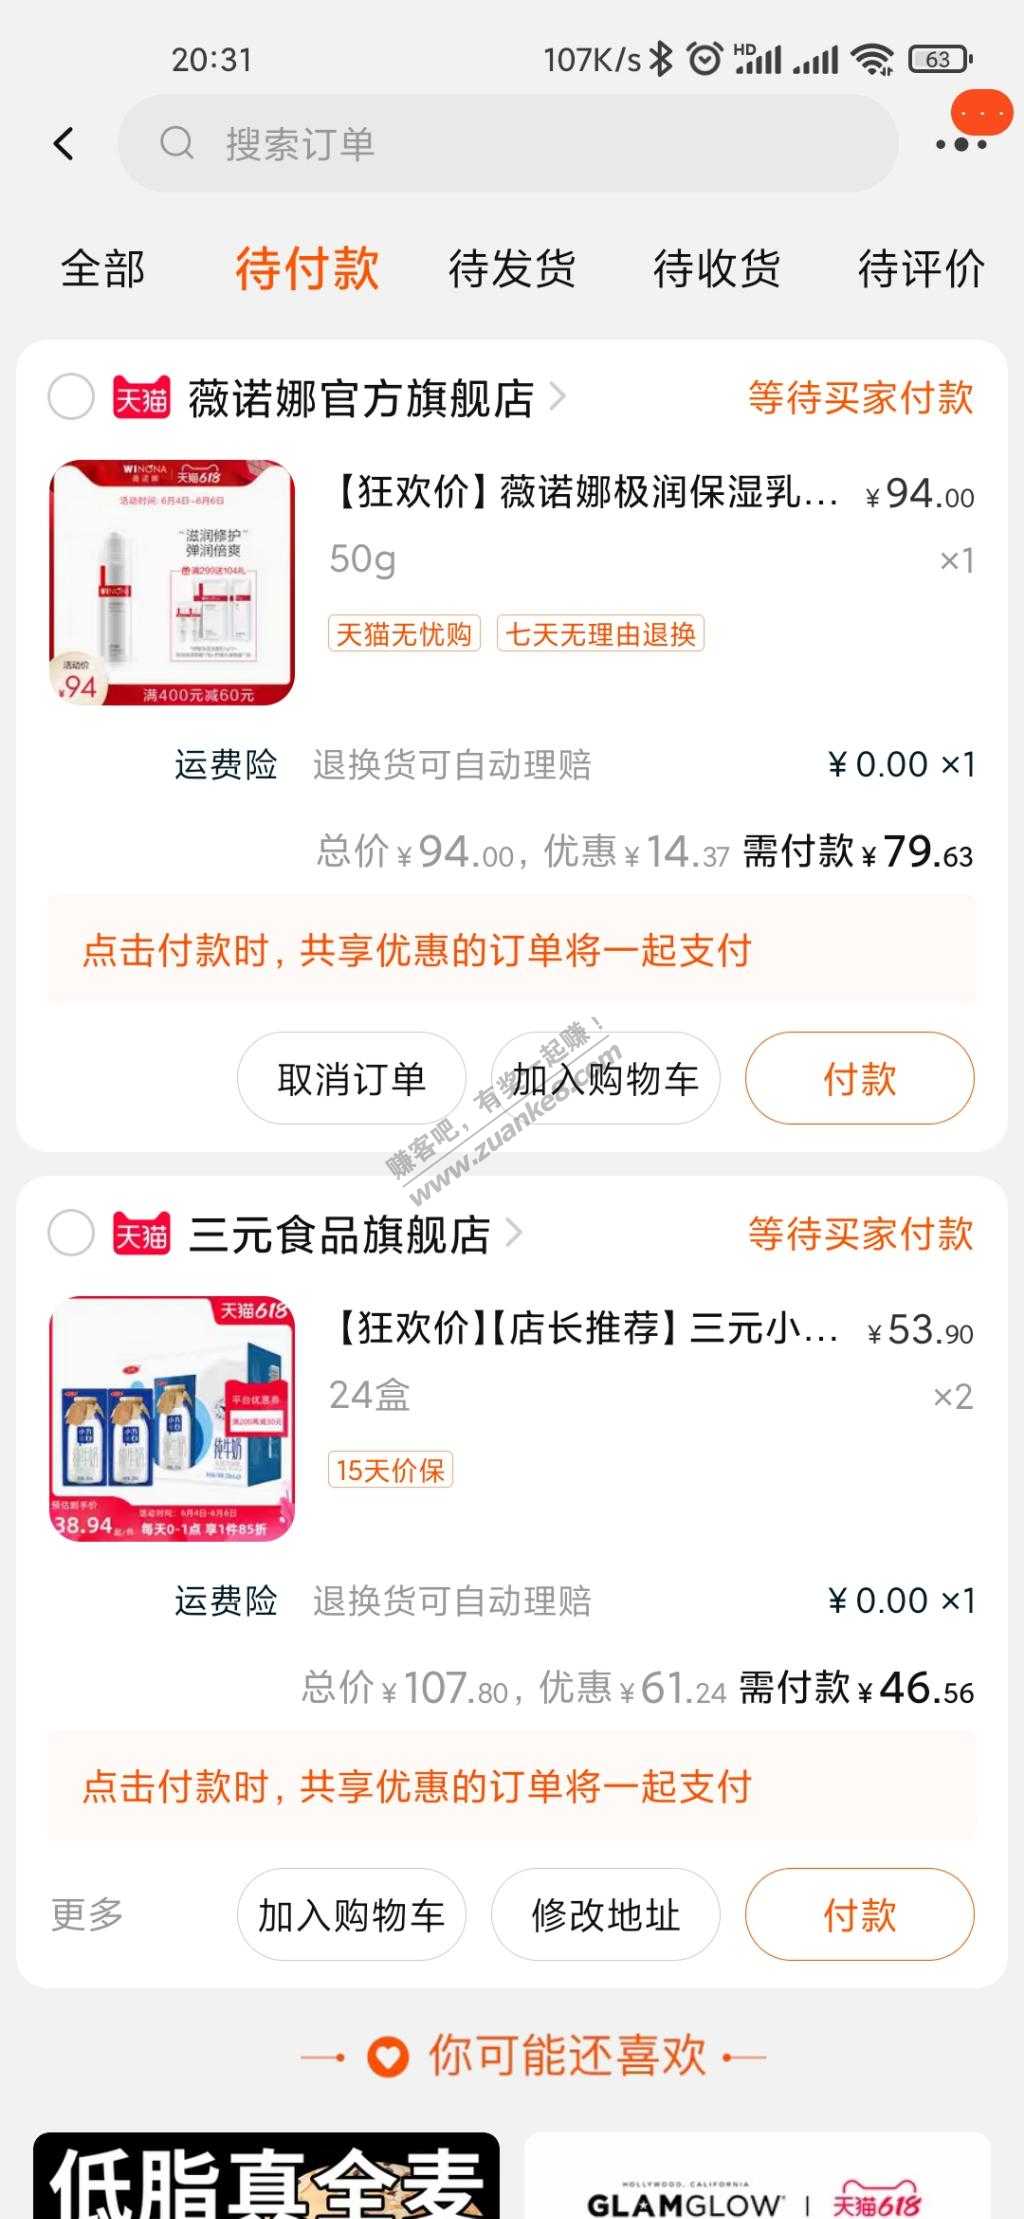 20:31 107K/s HD 63
搜索订单
全部 待付款 待发货 待收货 待评价
天猫 薇诺娜官方旗舰店 等待买家付款
WINONA 薇诺娜 天猫618
活动时间: 6月4日-6月6日
“滋润修护”
弹润倍爽
满299送104礼
WINONA
活动价
¥94
满400元减60元
【狂欢价】薇诺娜极润保湿乳... ¥94.00
50g ×1
天猫无忧购 七天无理由退换
运费险 退换货可自动理赔 ¥0.00 ×1
总价¥94.00, 优惠¥14.37 需付款¥79.63
点击付款时, 共享优惠的订单将一起支付
取消订单 加入购物车 付款
赚客吧, 有奖一起赚!
www.zuanke8.com
天猫 三元食品旗舰店 等待买家付款
天猫618
平台优惠券
满200再减30元
纯牛奶
预估到手价
38.94
活动时间: 6月4日-6月6日
每天0-1点 享1件85折
【狂欢价】【店长推荐】三元小... ¥53.90
24盒 ×2
15天价保
运费险 退换货可自动理赔 ¥0.00 ×1
总价¥107.80, 优惠¥61.24 需付款¥46.56
点击付款时, 共享优惠的订单将一起支付
更多 加入购物车 修改地址 付款
你可能还喜欢
低脂真全麦
HOLLYWOOD, CALIFORNIA
GLAMGLOW | 天猫618